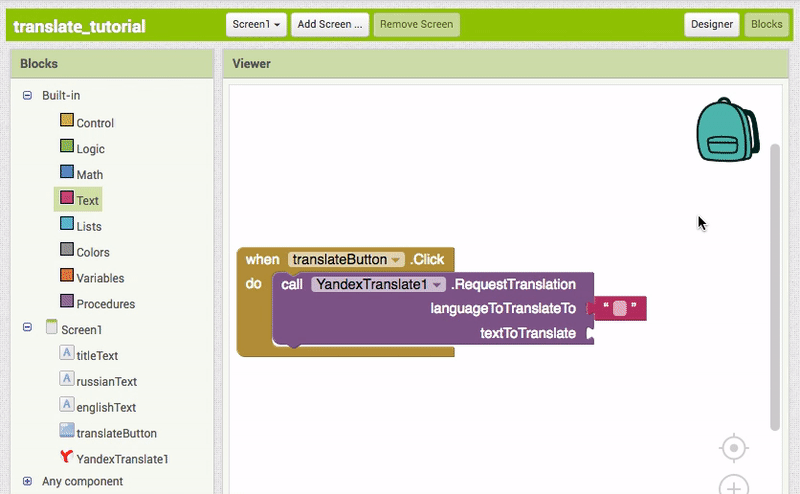 translate_tutorial
Screen1 Add Screen ... Remove Screen Designer Blocks
Blocks
Viewer
Built-in
Control
Logic
Math
Text
Lists
Colors
Variables
Procedures
Screen1
titleText
russianText
englishText
translateButton
YandexTranslate1
Any component
when translateButton .Click
do call YandexTranslate1 .RequestTranslation
languageToTranslateTo “ ”
textToTranslate